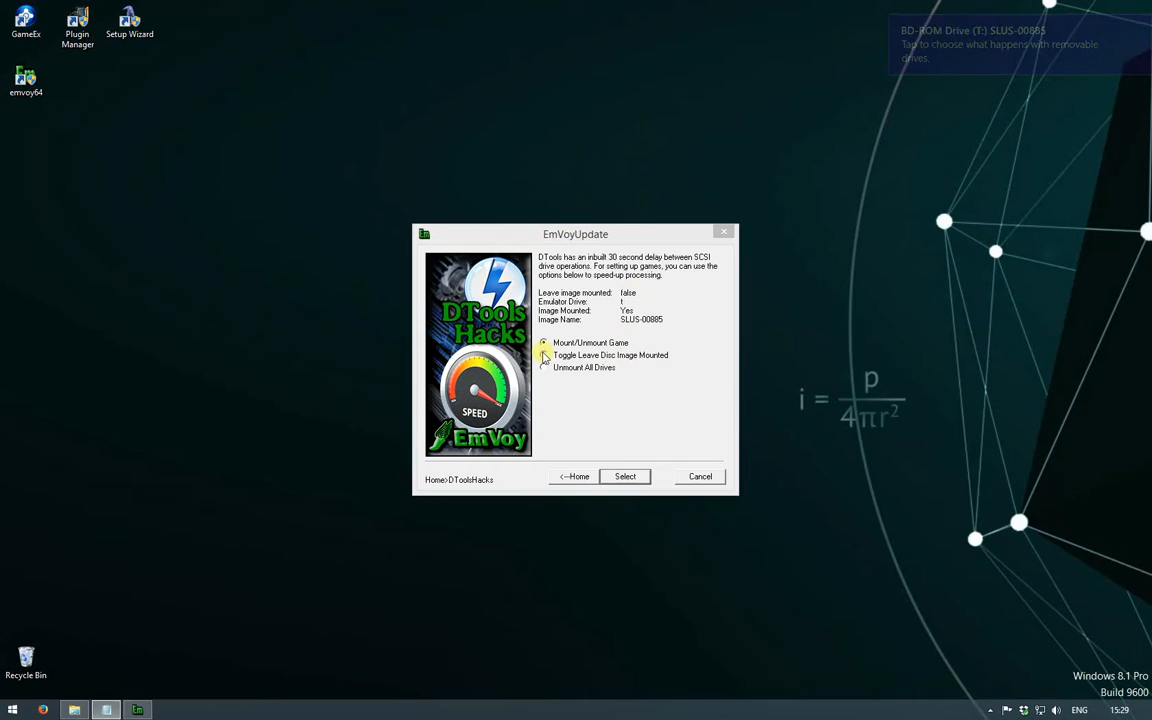 GameEx
Plugin
Manager
Setup Wizard
emvoy64
BD-ROM Drive (T:) SLUS-00885
Tap to choose what happens with removable
drives.
EmVoyUpdate
DTools
Hacks
SPEED
EmVoy
DTools has an inbuilt 30 second delay between SCSI
drive operations. For setting up games, you can use the
options below to speed-up processing.
Leave image mounted: false
Emulator Drive: t
Image Mounted: Yes
Image Name: SLUS-00885
Mount/Unmount Game
Toggle Leave Disc Image Mounted
Unmount All Drives
Home>DToolsHacks
<--Home
Select
Cancel
i = p
4πr²
Recycle Bin
Windows 8.1 Pro
Build 9600
Em
ENG
15:29